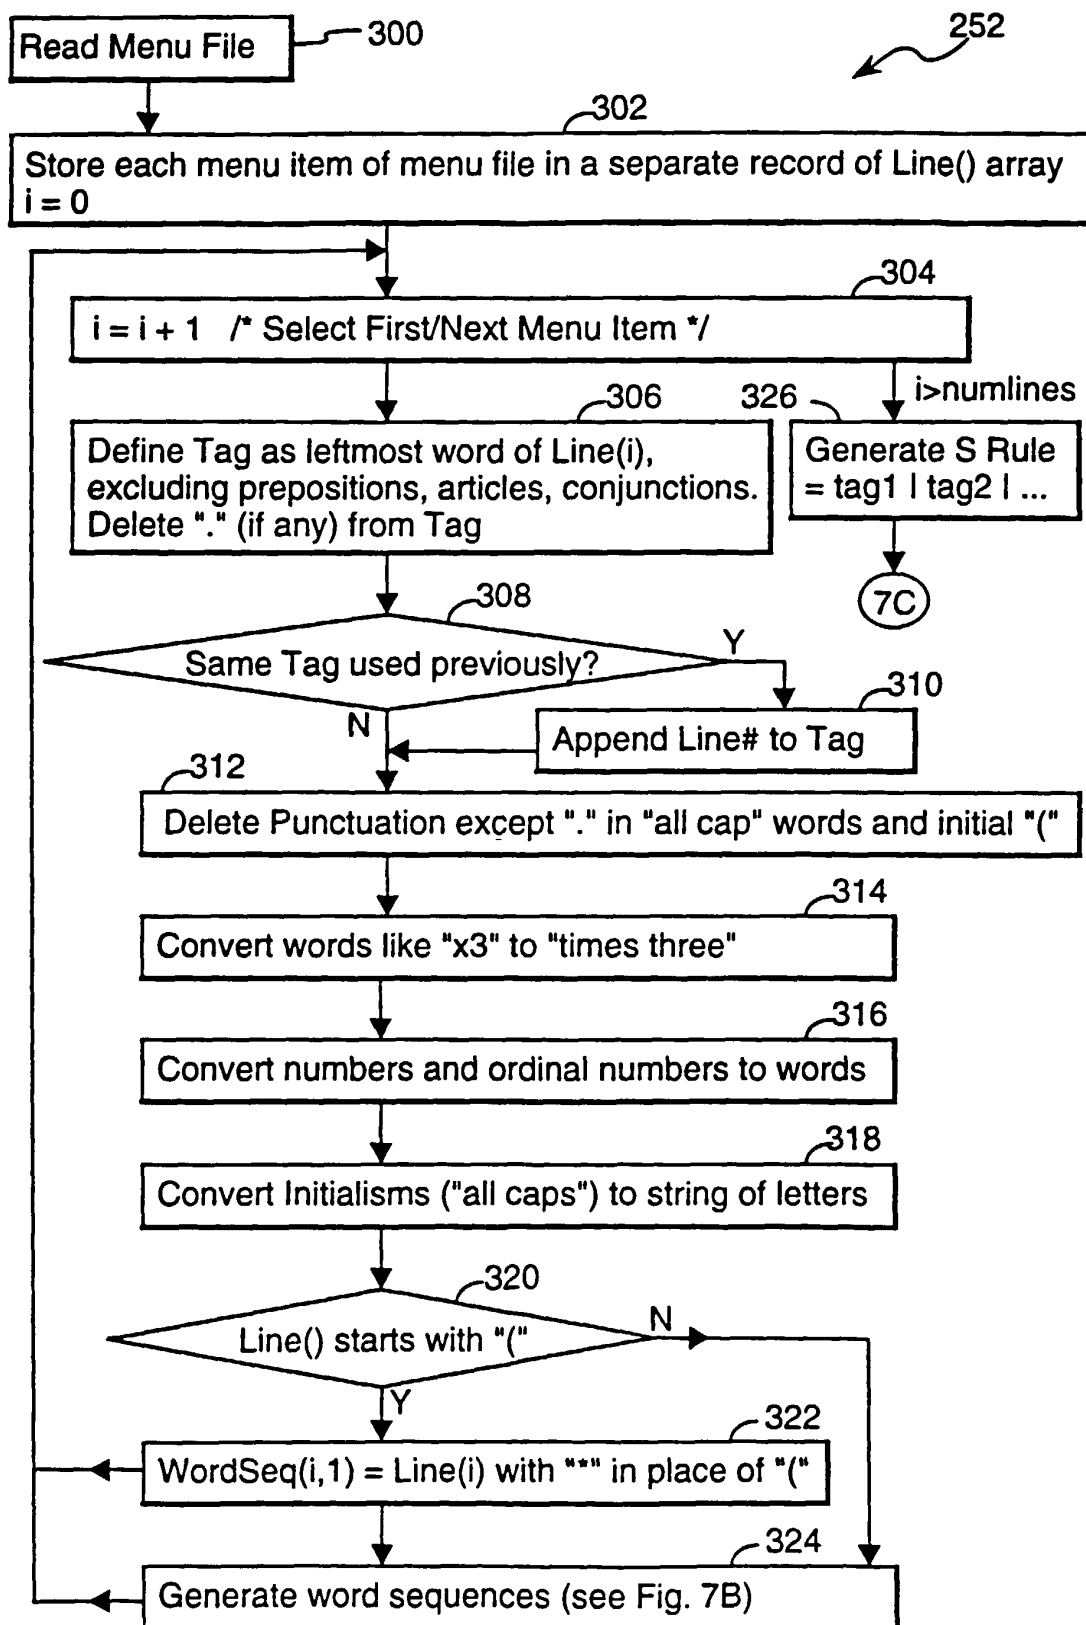 Read Menu File
300
252
302
Store each menu item of menu file in a separate record of Line() array
i = 0
304
i = i + 1 /* Select First/Next Menu Item */
i>numlines
306
326
Define Tag as leftmost word of Line(i),
excluding prepositions, articles, conjunctions.
Delete "." (if any) from Tag
Generate S Rule
= tag1 | tag2 | ...
7C
308
Same Tag used previously?
Y
N
310
Append Line# to Tag
312
Delete Punctuation except "." in "all cap" words and initial "("
314
Convert words like "x3" to "times three"
316
Convert numbers and ordinal numbers to words
318
Convert Initialisms ("all caps") to string of letters
320
Line() starts with "("
N
Y
322
WordSeq(i,1) = Line(i) with "*" in place of "("
324
Generate word sequences (see Fig. 7B)